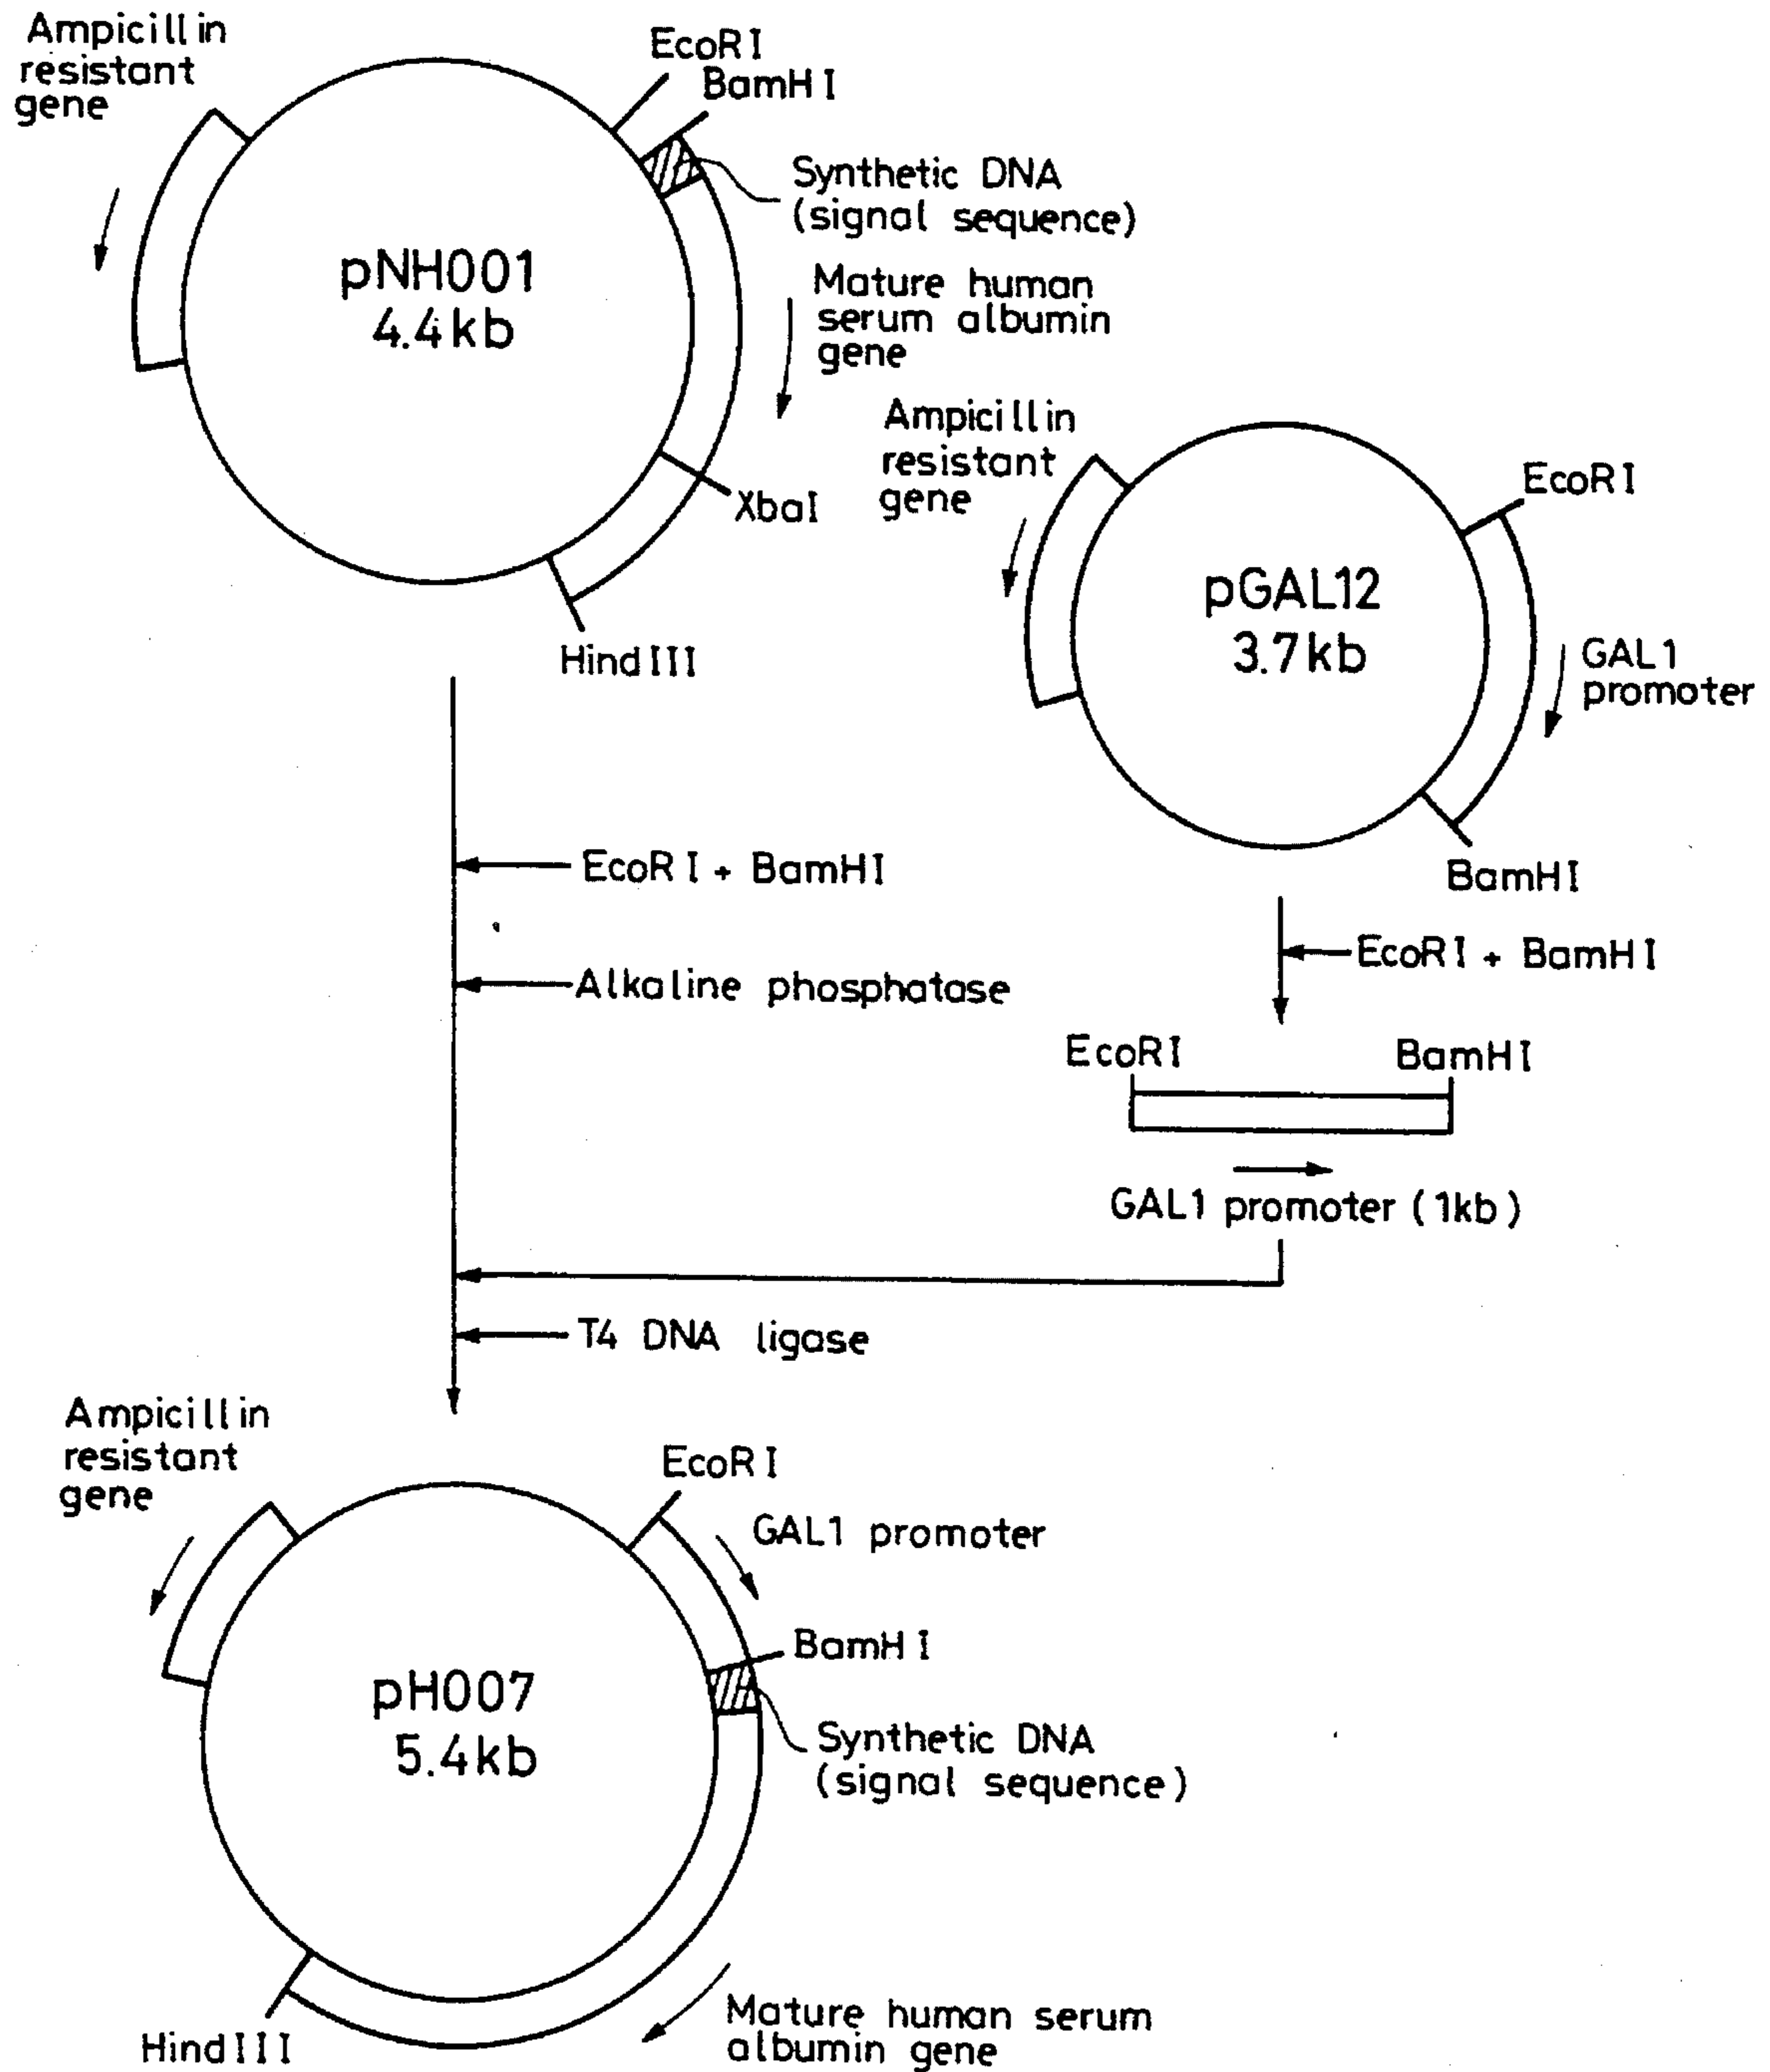 Ampicillin
resistant
gene
EcoRI
BamHI
Synthetic DNA
(signal sequence)
pNH001
4.4kb
Mature human
serum albumin
gene
XbaI
HindIII
Ampicillin
resistant
gene
EcoRI
pGAL12
3.7kb
GAL1
promoter
BamHI
EcoRI + BamHI
Alkaline phosphatase
EcoRI + BamHI
EcoRI
BamHI
GAL1 promoter (1kb)
T4 DNA ligase
Ampicillin
resistant
gene
EcoRI
GAL1 promoter
BamHI
pH007
5.4kb
Synthetic DNA
(signal sequence)
HindIII
Mature human serum
albumin gene